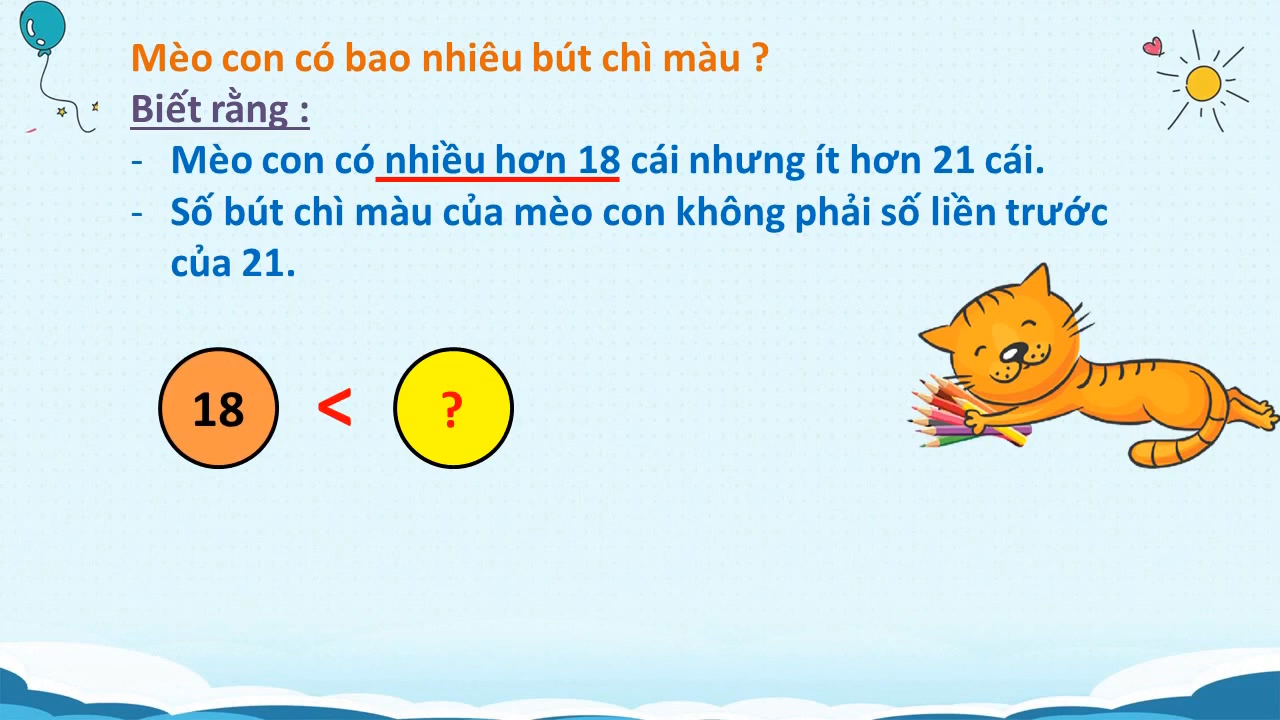 Mèo con có bao nhiêu bút chì màu ?
Biết rằng :
- Mèo con có nhiều hơn 18 cái nhưng ít hơn 21 cái.
- Số bút chì màu của mèo con không phải số liền trước
của 21.
18 < ?